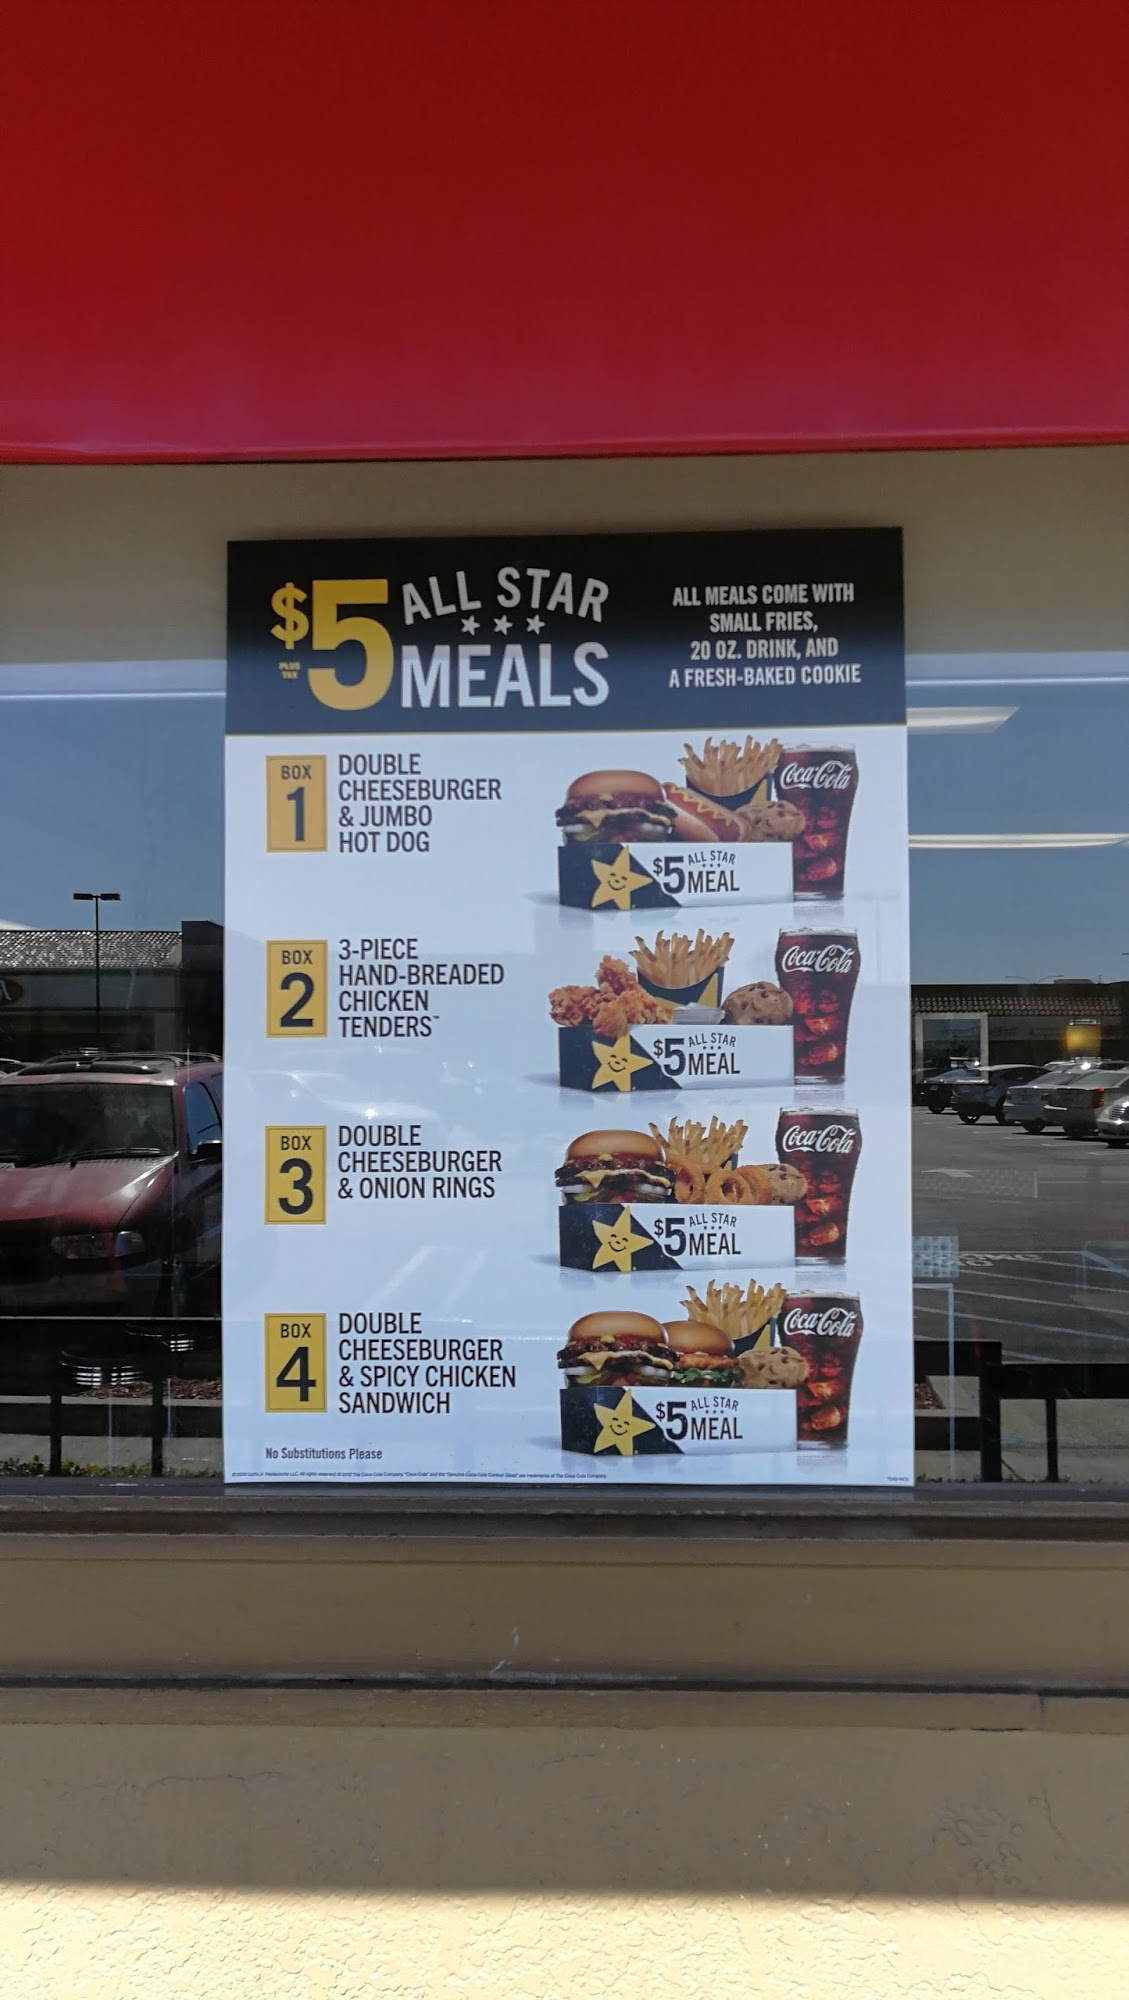 $5
PLUS
TAX
ALL STAR
MEALS
ALL MEALS COME WITH
SMALL FRIES,
20 OZ. DRINK, AND
A FRESH-BAKED COOKIE
BOX
1
DOUBLE
CHEESEBURGER
& JUMBO
HOT DOG
Coca-Cola
$5 ALL STAR
MEAL
BOX
2
3-PIECE
HAND-BREADED
CHICKEN
TENDERS™
Coca-Cola
$5 ALL STAR
MEAL
BOX
3
DOUBLE
CHEESEBURGER
& ONION RINGS
Coca-Cola
$5 ALL STAR
MEAL
BOX
4
DOUBLE
CHEESEBURGER
& SPICY CHICKEN
SANDWICH
Coca-Cola
$5 ALL STAR
MEAL
No Substitutions Please